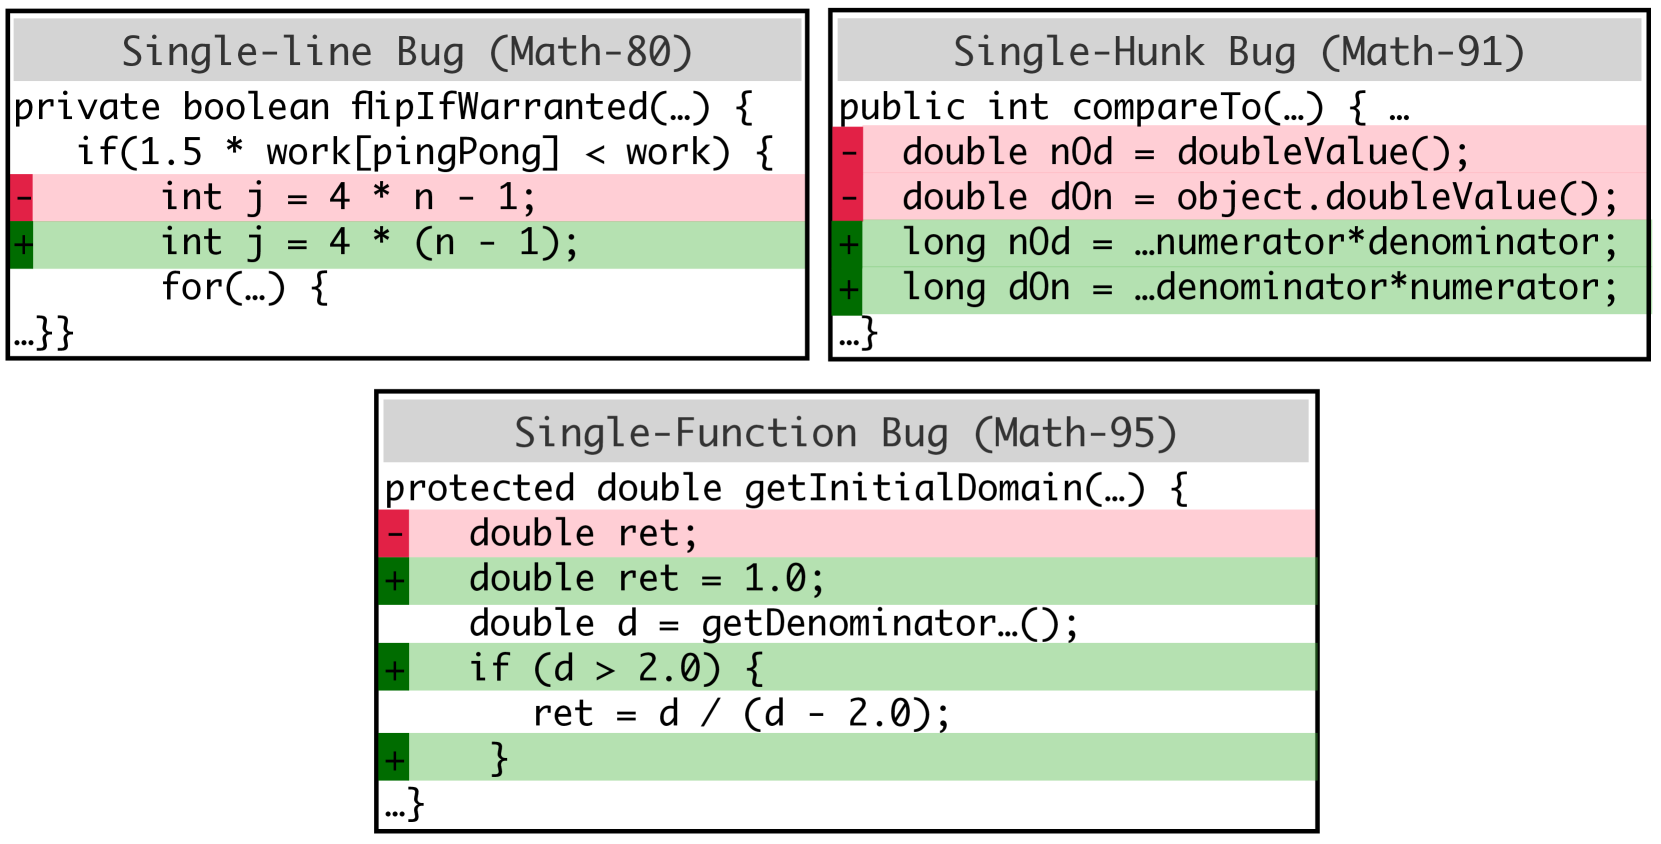 Single-line Bug (Math-80)
private boolean flipIfWarranted(…) {
   if(1.5 * work[pingPong] < work) {
-      int j = 4 * n - 1;
+      int j = 4 * (n - 1);
       for(…) {
…}}
Single-Hunk Bug (Math-91)
public int compareTo(…) { …
-  double nOd = doubleValue();
-  double dOn = object.doubleValue();
+  long nOd = …numerator*denominator;
+  long dOn = …denominator*numerator;
…}
Single-Function Bug (Math-95)
protected double getInitialDomain(…) {
-   double ret;
+   double ret = 1.0;
    double d = getDenominator…();
+   if (d > 2.0) {
       ret = d / (d - 2.0);
+    }
…}